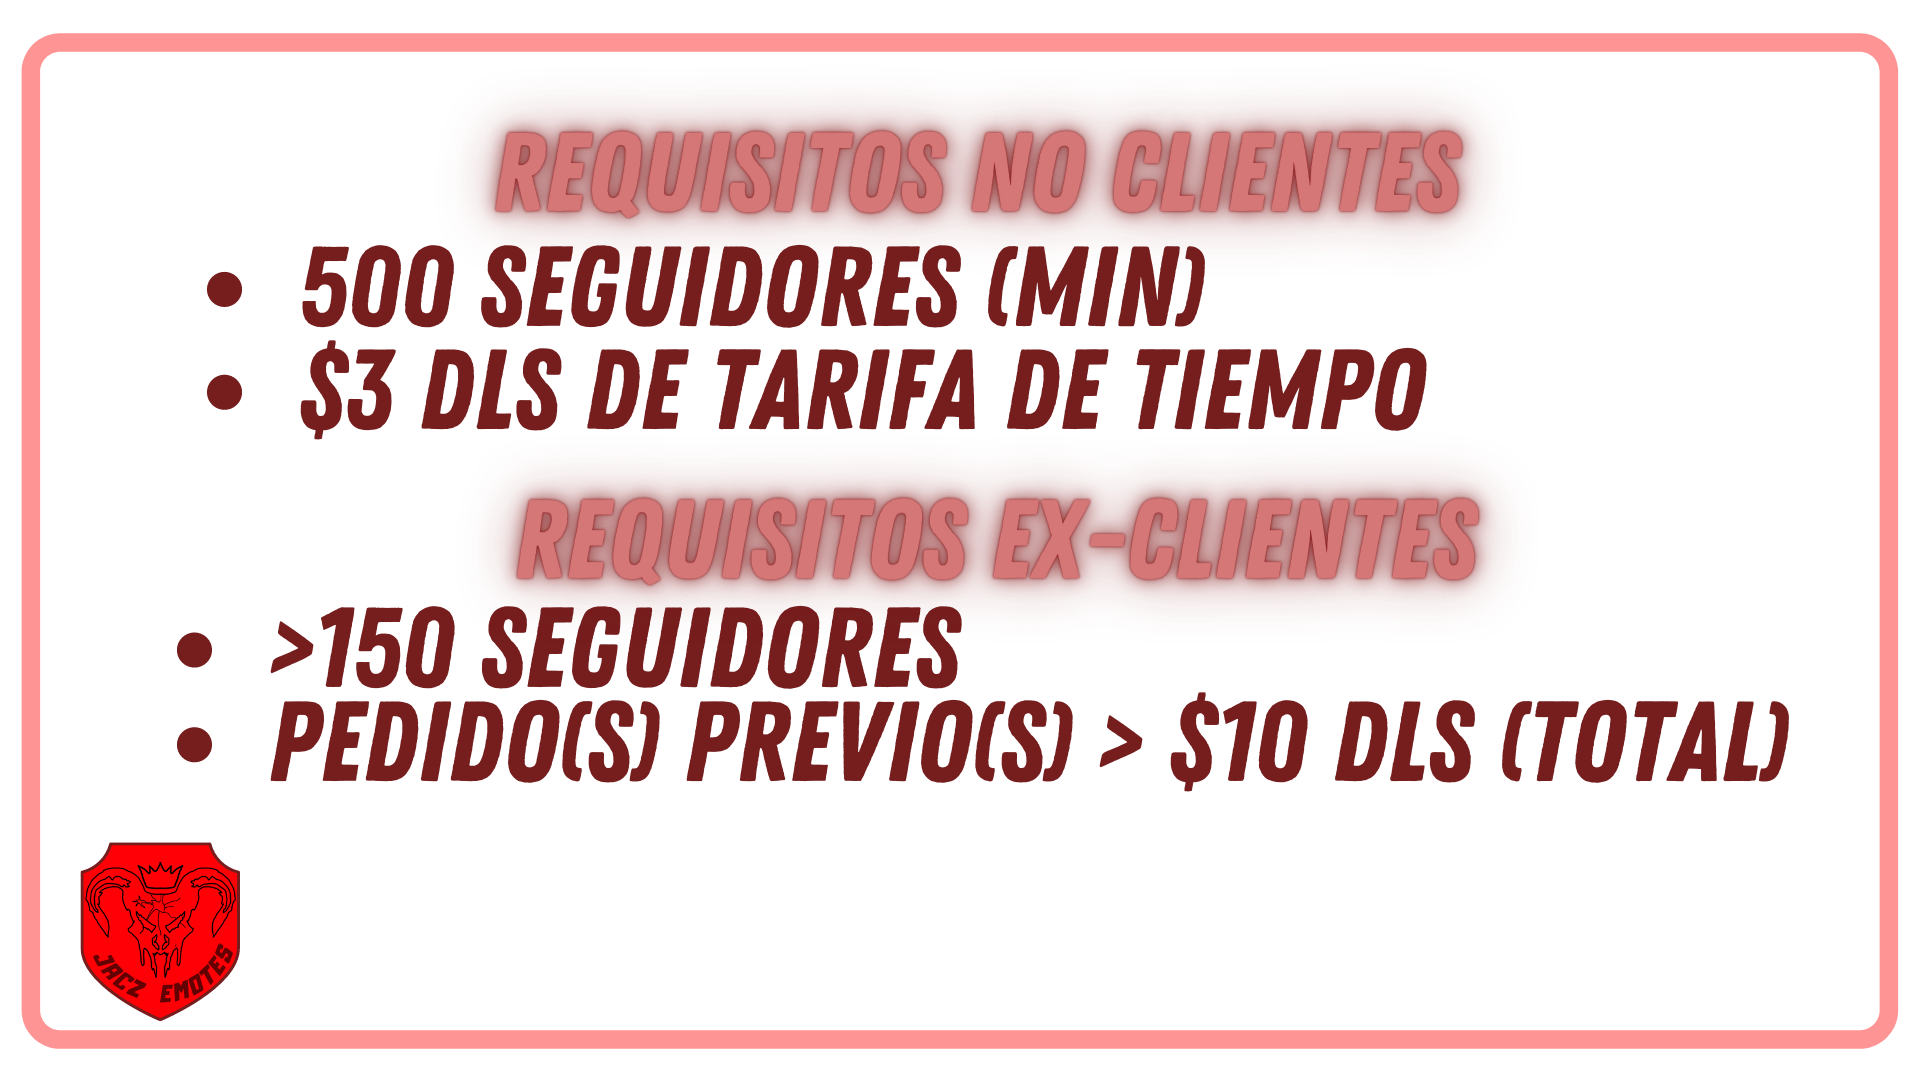 REQUISITOS NO CLIENTES
• 500 SEGUIDORES (MIN)
• $3 DLS DE TARIFA DE TIEMPO
REQUISITOS EX-CLIENTES
• >150 SEGUIDORES
• PEDIDO(S) PREVIO(S) > $10 DLS (TOTAL)
JACZ EMOTES